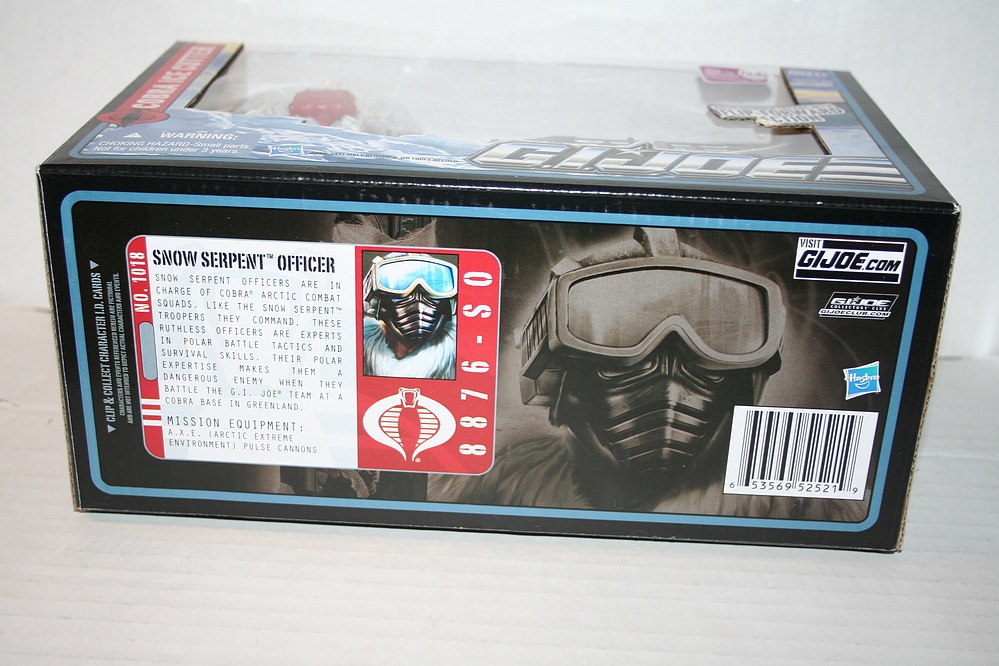 COBRA ICE CUTTER
WARNING:
CHOKING HAZARD-Small parts.
Not for children under 3 years.
Hasbro
G.I. JOE
CLIP & COLLECT CHARACTER I.D. CARDS
NO. 1018
SNOW SERPENT™ OFFICER
SNOW SERPENT OFFICERS ARE IN
CHARGE OF COBRA® ARCTIC COMBAT
SQUADS. LIKE THE SNOW SERPENT™
TROOPERS THEY COMMAND, THESE
RUTHLESS OFFICERS ARE EXPERTS
IN POLAR BATTLE TACTICS AND
SURVIVAL SKILLS. THEIR POLAR
EXPERTISE MAKES THEM A
DANGEROUS ENEMY WHEN THEY
BATTLE THE G.I. JOE® TEAM AT A
COBRA BASE IN GREENLAND.
MISSION EQUIPMENT:
A.X.E. (ARCTIC EXTREME
ENVIRONMENT) PULSE CANNONS
8876-SO
VISIT
GIJOE.COM
G.I. JOE
COLLECTORS' CLUB
GIJOECLUB.COM
Hasbro
6 53569 52521 9